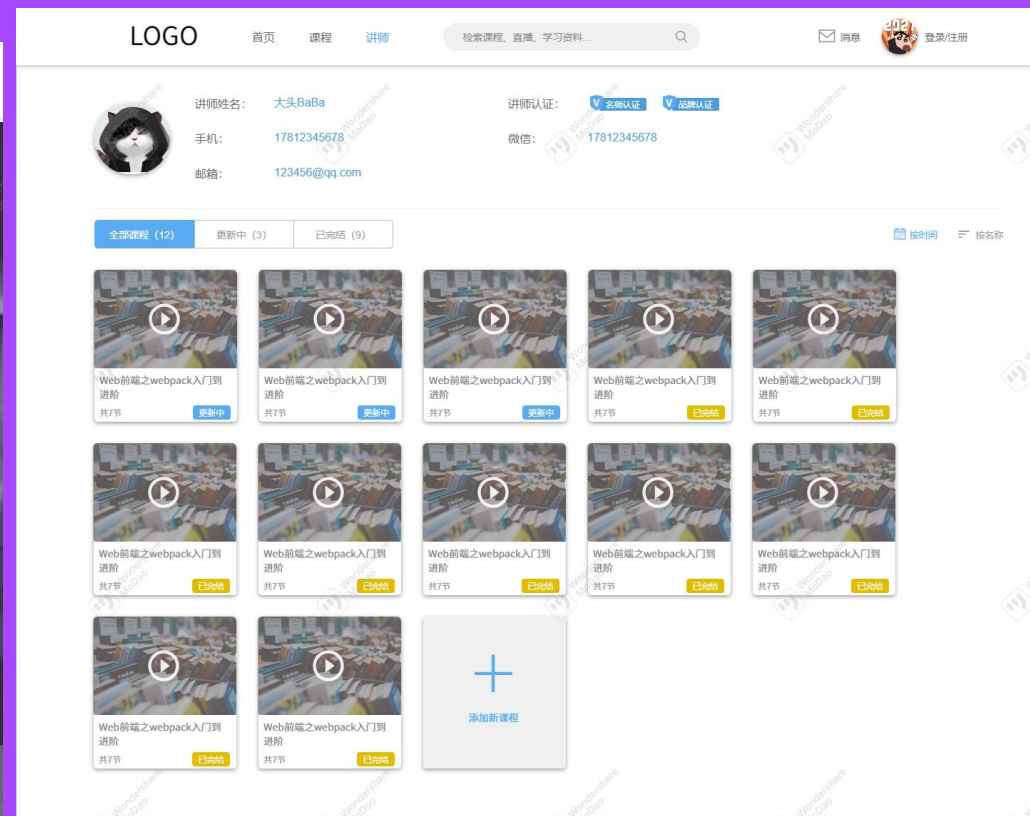 LOGO 首页 课程 讲师 检索课程、直播、学习资料... 消息 登录/注册
2021
讲师姓名： 大头BaBa 讲师认证： V 名师认证 V 品牌认证
手机： 17812345678 微信： 17812345678
邮箱： 123456@qq.com
全部课程（12） 更新中（3） 已完结（9） 按时间 按名称
Web前端之webpack入门到进阶
共7节 更新中
Web前端之webpack入门到进阶
共7节 更新中
Web前端之webpack入门到进阶
共7节 更新中
Web前端之webpack入门到进阶
共7节 已完结
Web前端之webpack入门到进阶
共7节 已完结
Web前端之webpack入门到进阶
共7节 已完结
Web前端之webpack入门到进阶
共7节 已完结
Web前端之webpack入门到进阶
共7节 已完结
Web前端之webpack入门到进阶
共7节 已完结
Web前端之webpack入门到进阶
共7节 已完结
Web前端之webpack入门到进阶
共7节 已完结
Web前端之webpack入门到进阶
共7节 已完结
添加新课程
Wondershare
MoDao